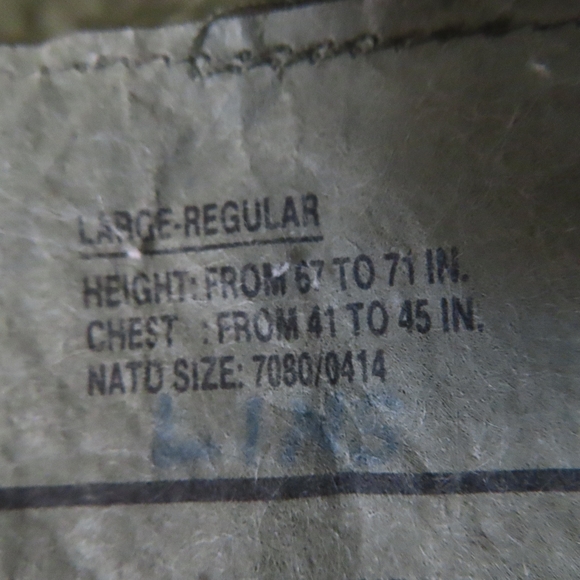 LARGE-REGULAR
HEIGHT: FROM 67 TO 71 IN.
CHEST : FROM 41 TO 45 IN.
NATO SIZE: 7080/0414